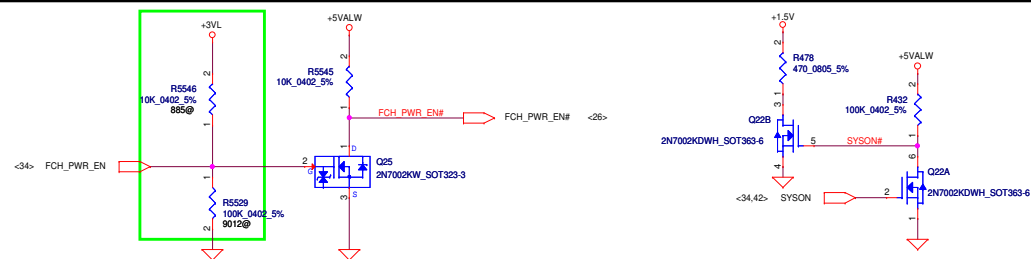 +3VL
+5VALW
+1.5V
+5VALW
2
R5546
10K_0402_5%
885@
1
2
R5545
10K_0402_5%
1
2
R478
470_0805_5%
1
2
R432
100K_0402_5%
1
FCH_PWR_EN#
FCH_PWR_EN# <26>
3
Q22B
2N7002KDWH_SOT363-6
5
SYSON#
4
<34> FCH_PWR_EN
1
R5529
100K_0402_5%
9012@
2
2
G
1
D
Q25
2N7002KW_SOT323-3
S
3
6
Q22A
2N7002KDWH_SOT363-6
<34,42> SYSON
2
1